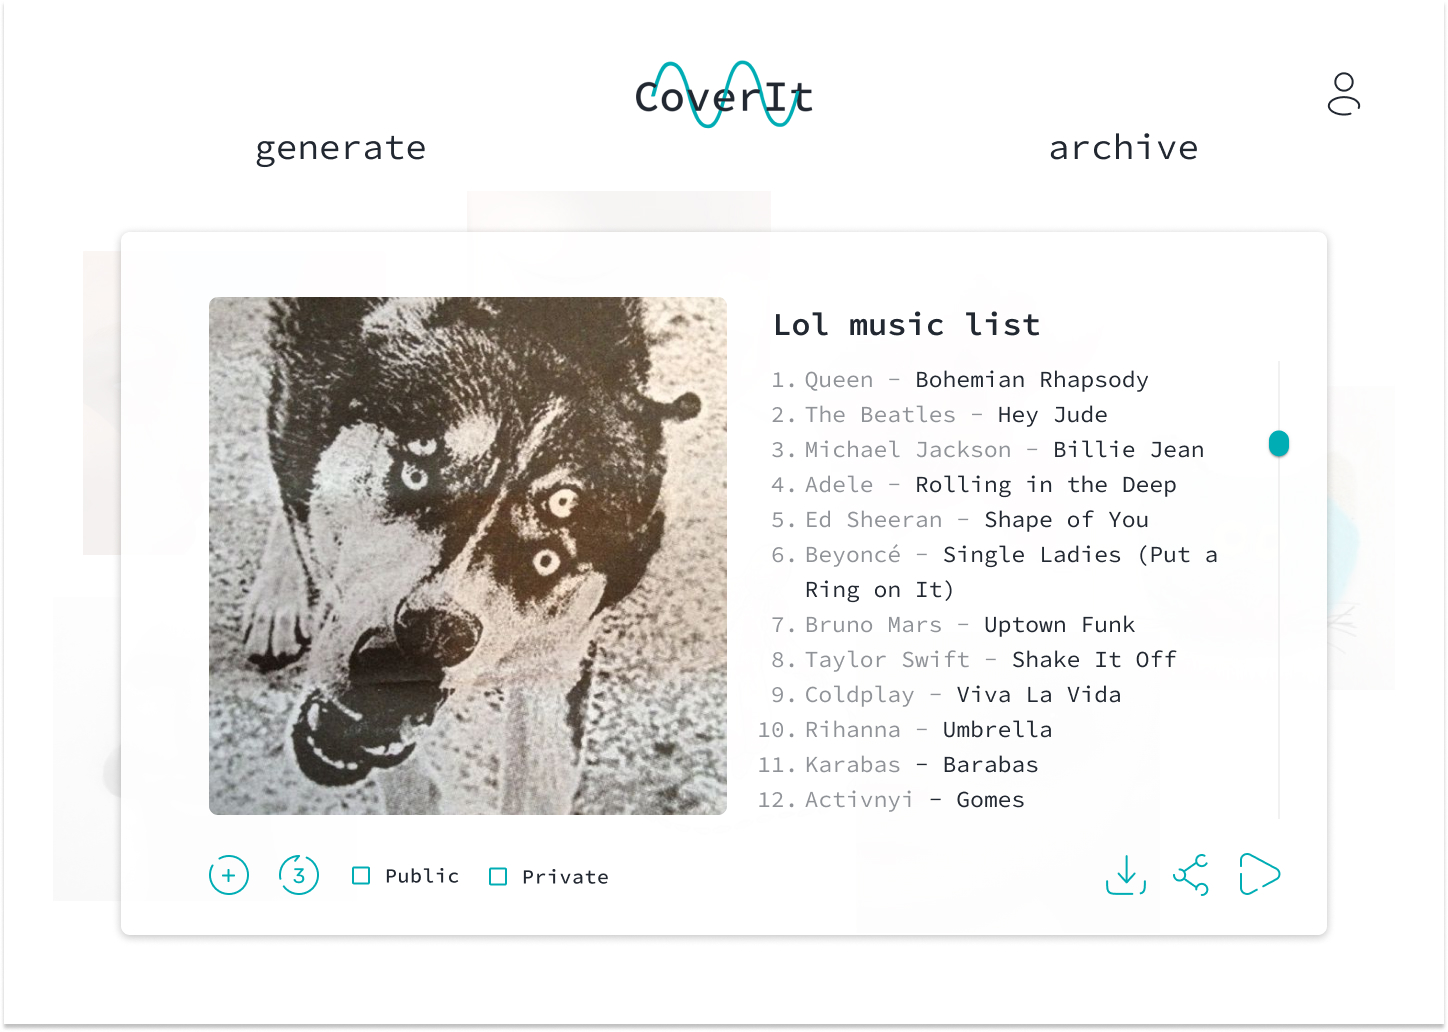 CoverIt
generate
archive
Lol music list
1. Queen – Bohemian Rhapsody
2. The Beatles – Hey Jude
3. Michael Jackson – Billie Jean
4. Adele – Rolling in the Deep
5. Ed Sheeran – Shape of You
6. Beyoncé – Single Ladies (Put a
Ring on It)
7. Bruno Mars – Uptown Funk
8. Taylor Swift – Shake It Off
9. Coldplay – Viva La Vida
10. Rihanna – Umbrella
11. Karabas – Barabas
12. Activnyi – Gomes
3
Public
Private